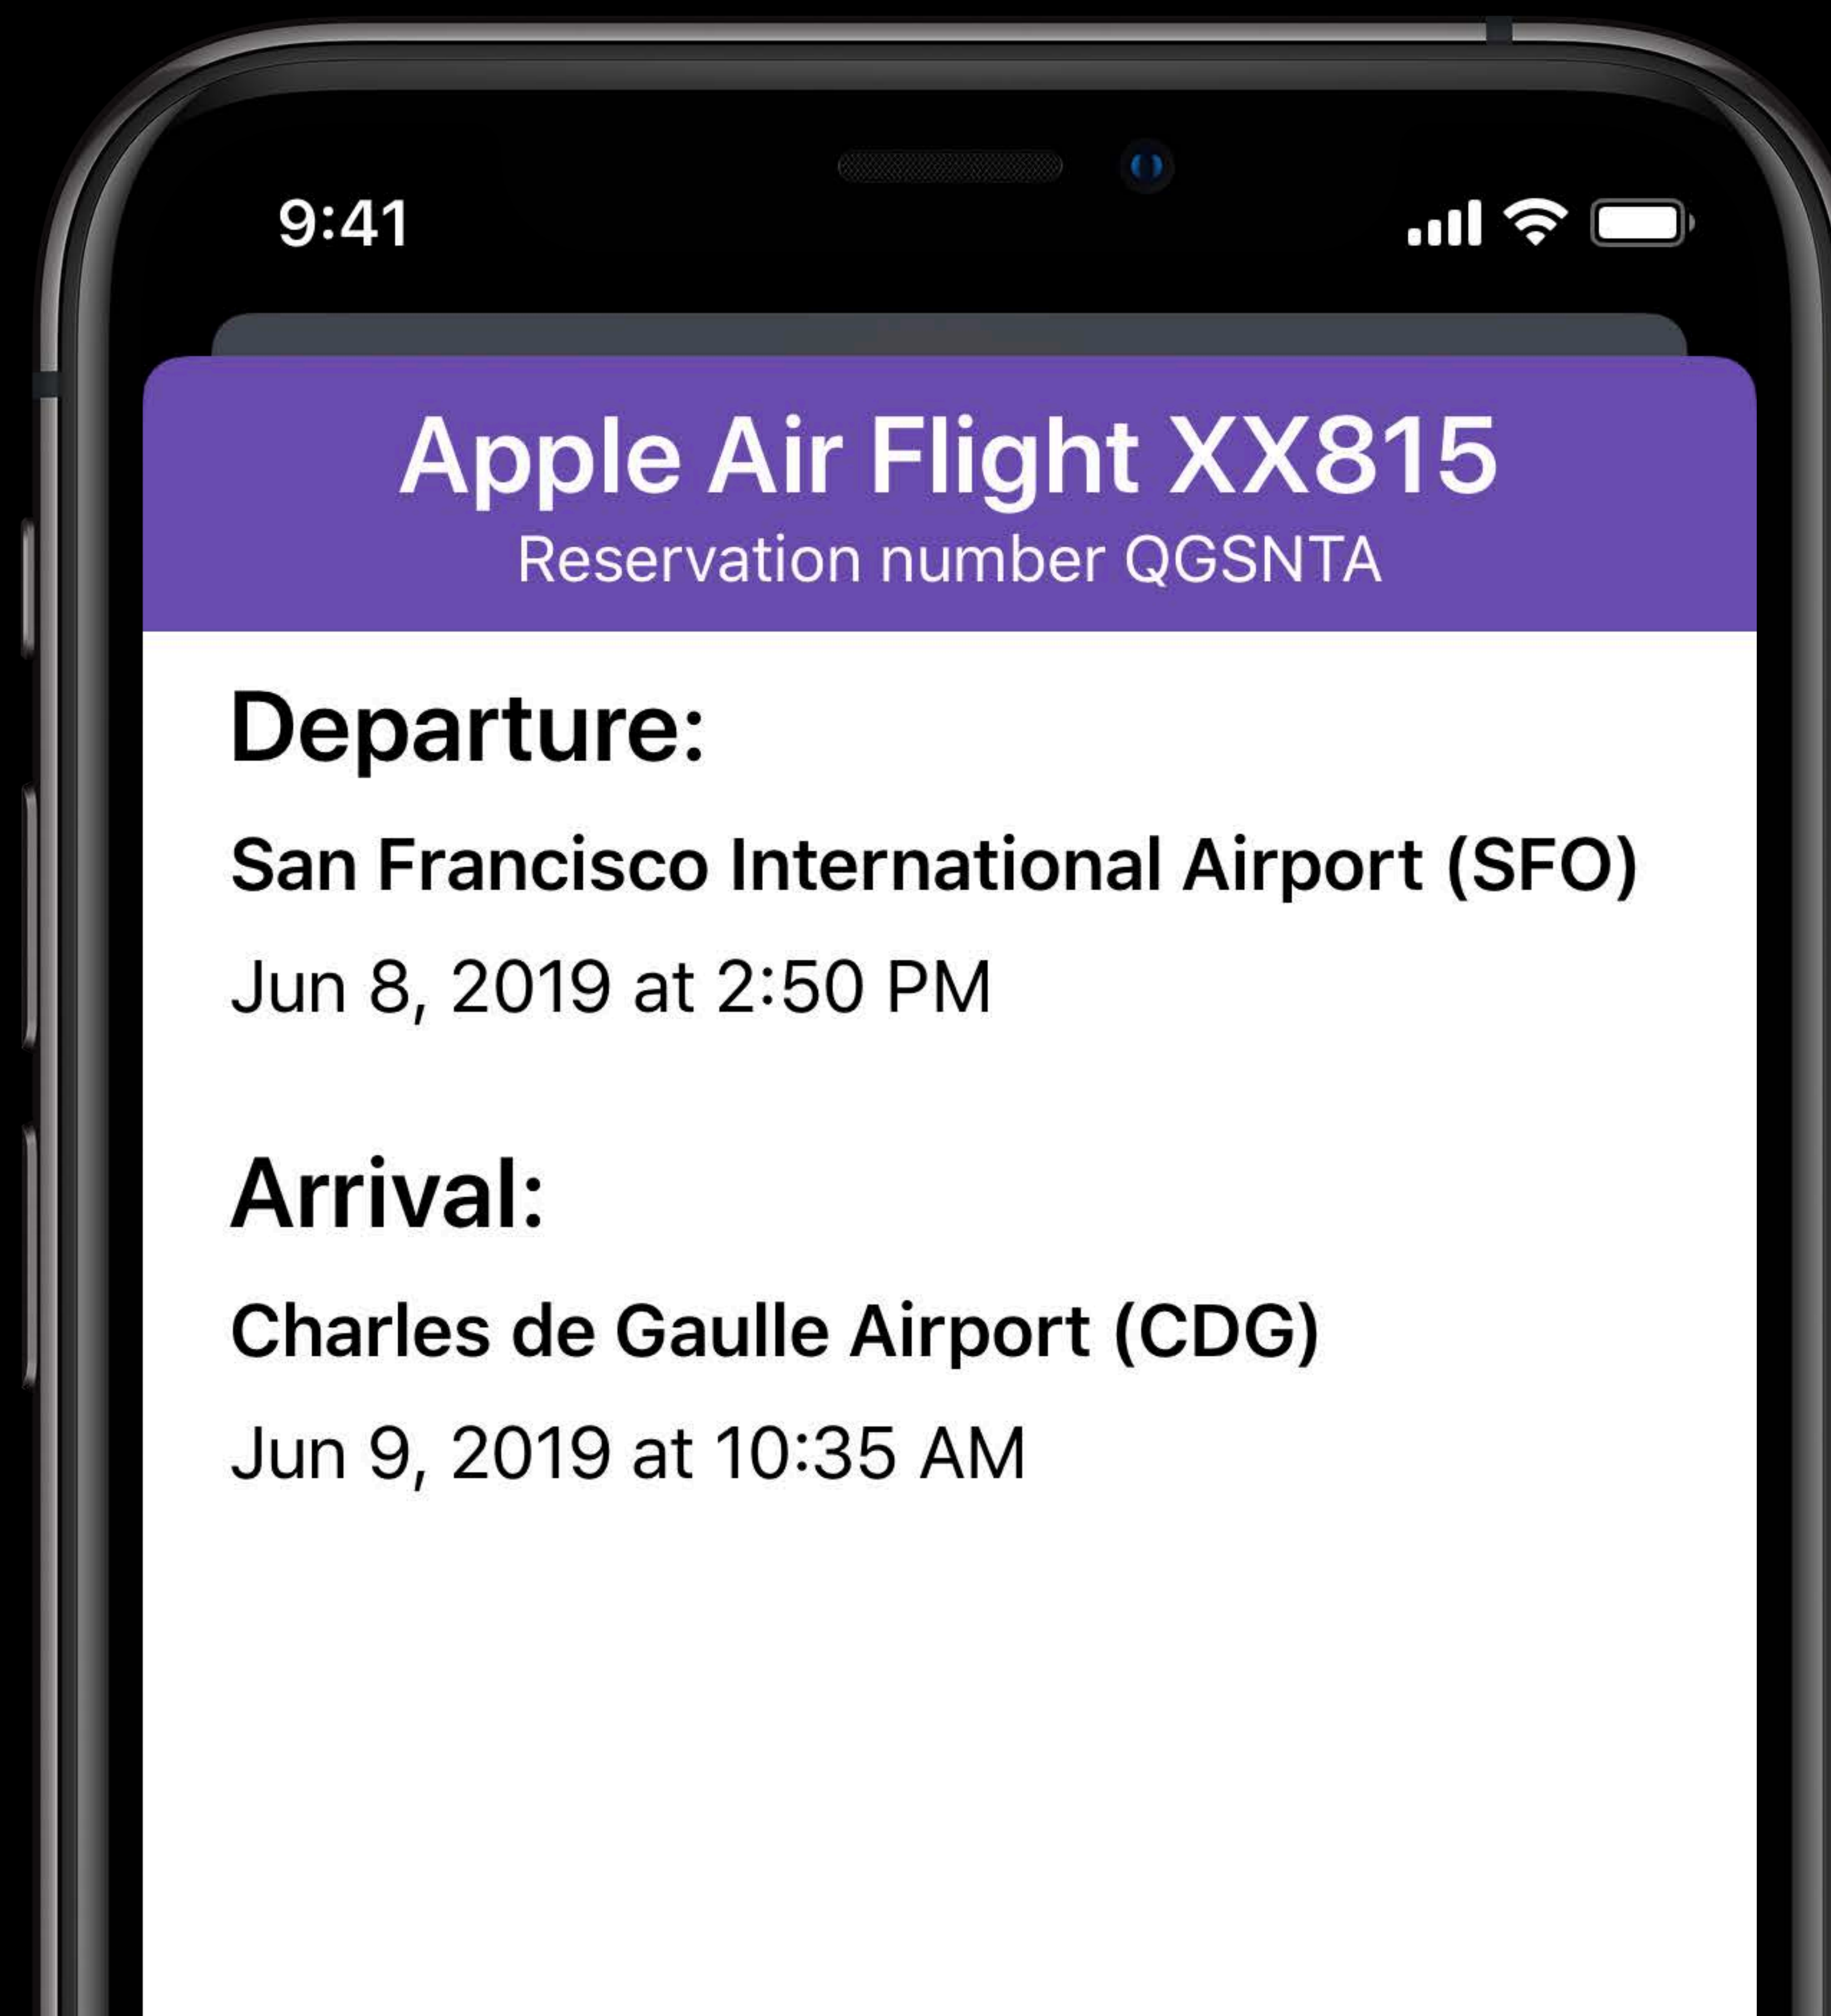 9:41
Apple Air Flight XX815
Reservation number QGSNTA
Departure:
San Francisco International Airport (SFO)
Jun 8, 2019 at 2:50 PM
Arrival:
Charles de Gaulle Airport (CDG)
Jun 9, 2019 at 10:35 AM